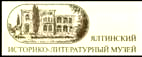 ЯЛТИНСКИЙ
ИСТОРИКО-ЛИТЕРАТУРНЫЙ МУЗЕЙ